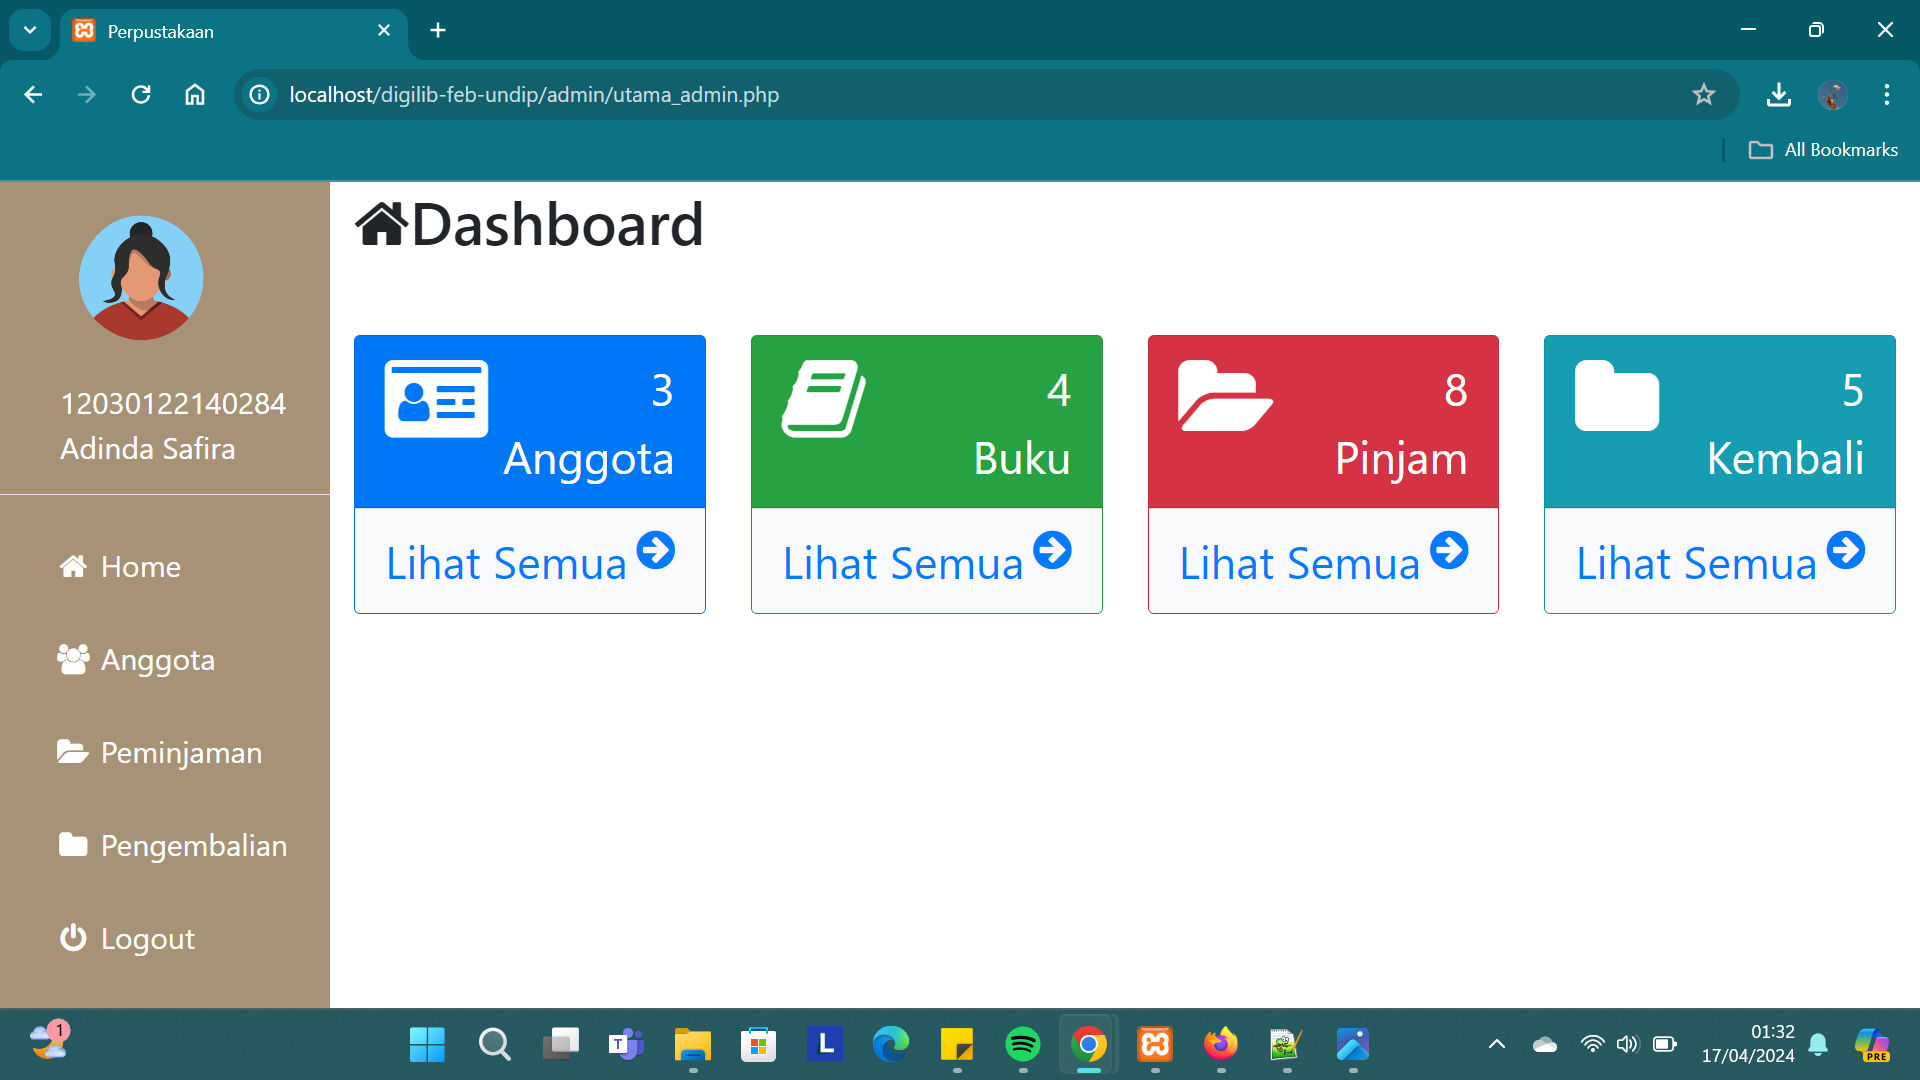 Perpustakaan
localhost/digilib-feb-undip/admin/utama_admin.php
All Bookmarks
12030122140284
Adinda Safira
Home
Anggota
Peminjaman
Pengembalian
Logout
Dashboard
3
Anggota
Lihat Semua
4
Buku
Lihat Semua
8
Pinjam
Lihat Semua
5
Kembali
Lihat Semua
1
T
L
01:32
17/04/2024
PRE